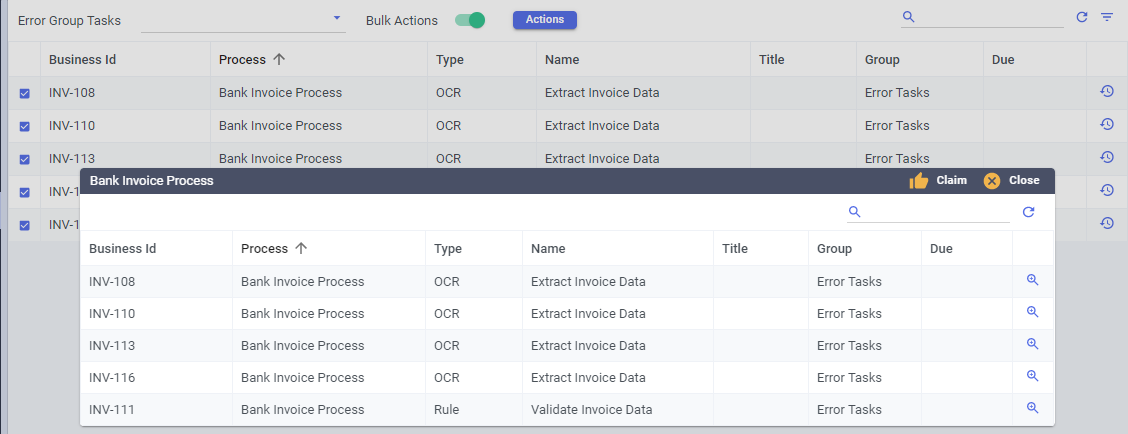 Error Group Tasks Bulk Actions Actions
Business Id Process Type Name Title Group Due
INV-108 Bank Invoice Process OCR Extract Invoice Data Error Tasks
INV-110 Bank Invoice Process OCR Extract Invoice Data Error Tasks
INV-113 Bank Invoice Process OCR Extract Invoice Data Error Tasks
INV-1
INV-1
Bank Invoice Process Claim Close
Business Id Process Type Name Title Group Due
INV-108 Bank Invoice Process OCR Extract Invoice Data Error Tasks
INV-110 Bank Invoice Process OCR Extract Invoice Data Error Tasks
INV-113 Bank Invoice Process OCR Extract Invoice Data Error Tasks
INV-116 Bank Invoice Process OCR Extract Invoice Data Error Tasks
INV-111 Bank Invoice Process Rule Validate Invoice Data Error Tasks